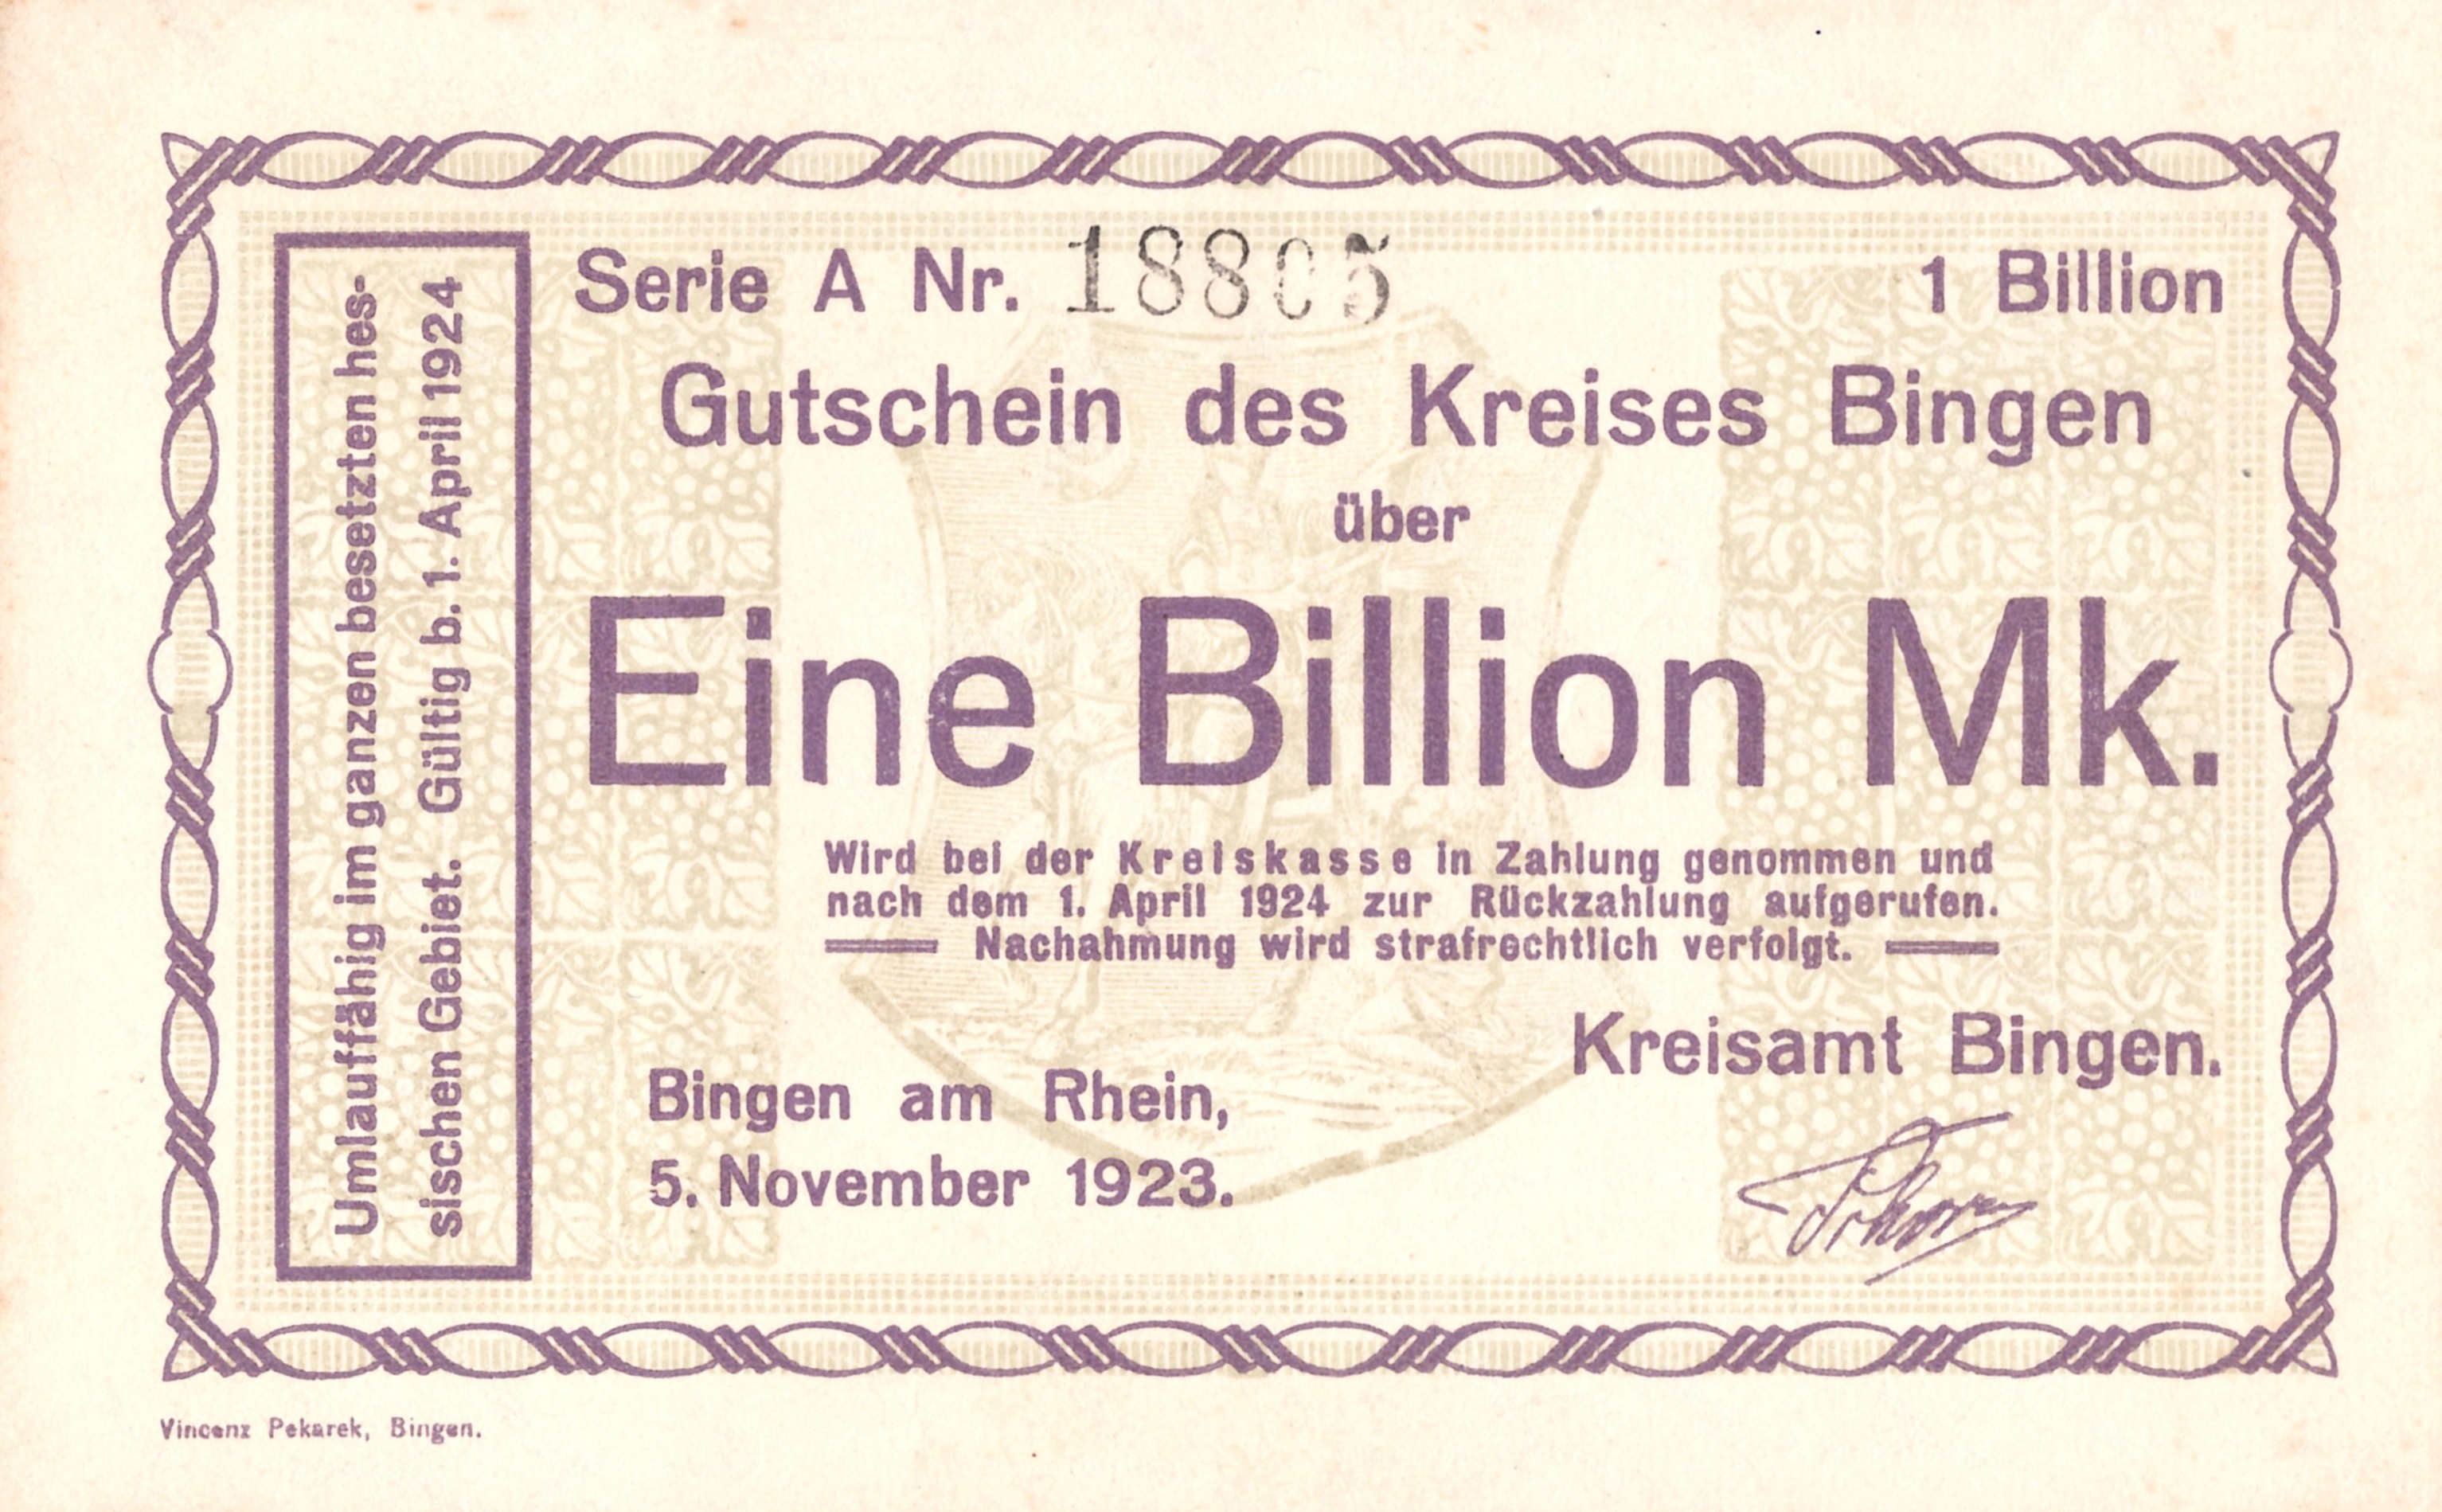 Serie A Nr. 18805
1 Billion
Gutschein des Kreises Bingen
über
Eine Billion Mk.
Wird bei der Kreiskasse in Zahlung genommen und
nach dem 1. April 1924 zur Rückzahlung aufgerufen.
Nachahmung wird strafrechtlich verfolgt.
Kreisamt Bingen.
Bingen am Rhein,
5. November 1923.
Umlauffähig im ganzen besetzten hes-
sischen Gebiet. Gültig b. 1. April 1924
Vincenz Pekarek, Bingen.